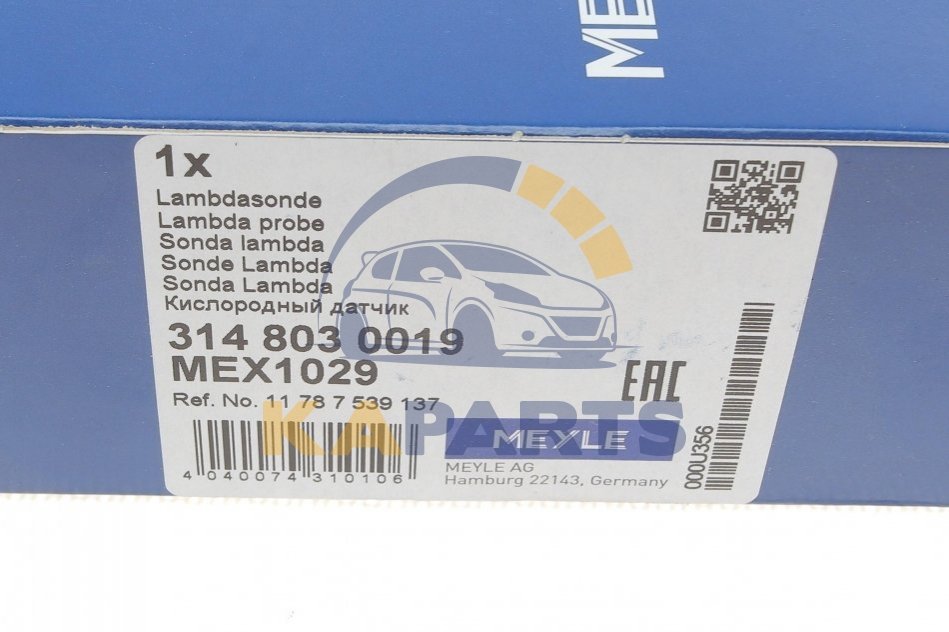 ME
1x
Lambdasonde
Lambda probe
Sonda lambda
Sonde Lambda
Sonda Lambda
Кислородный датчик
314 803 0019
MEX1029
Ref. No. 11 78 7 539 137
EAC
KAPARTS
MEYLE
MEYLE AG
Hamburg 22143, Germany
4 040074 310106
000U356